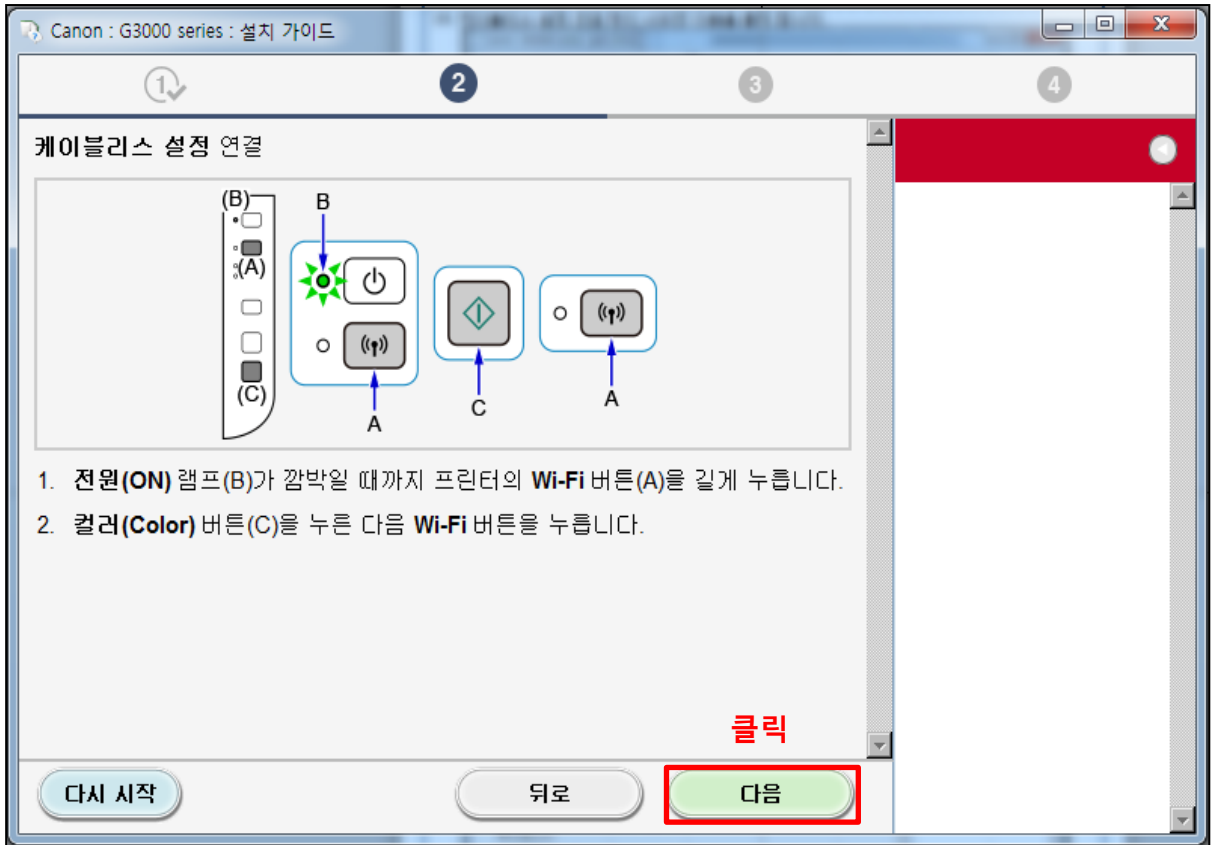 Canon : G3000 series : 설치 가이드
1 2 3 4
케이블리스 설정 연결
(B) B
(A)
(C)
A C A
1. 전원(ON) 램프(B)가 깜박일 때까지 프린터의 Wi-Fi 버튼(A)을 길게 누릅니다.
2. 컬러(Color) 버튼(C)을 누른 다음 Wi-Fi 버튼을 누릅니다.
클릭
다시 시작 뒤로 다음